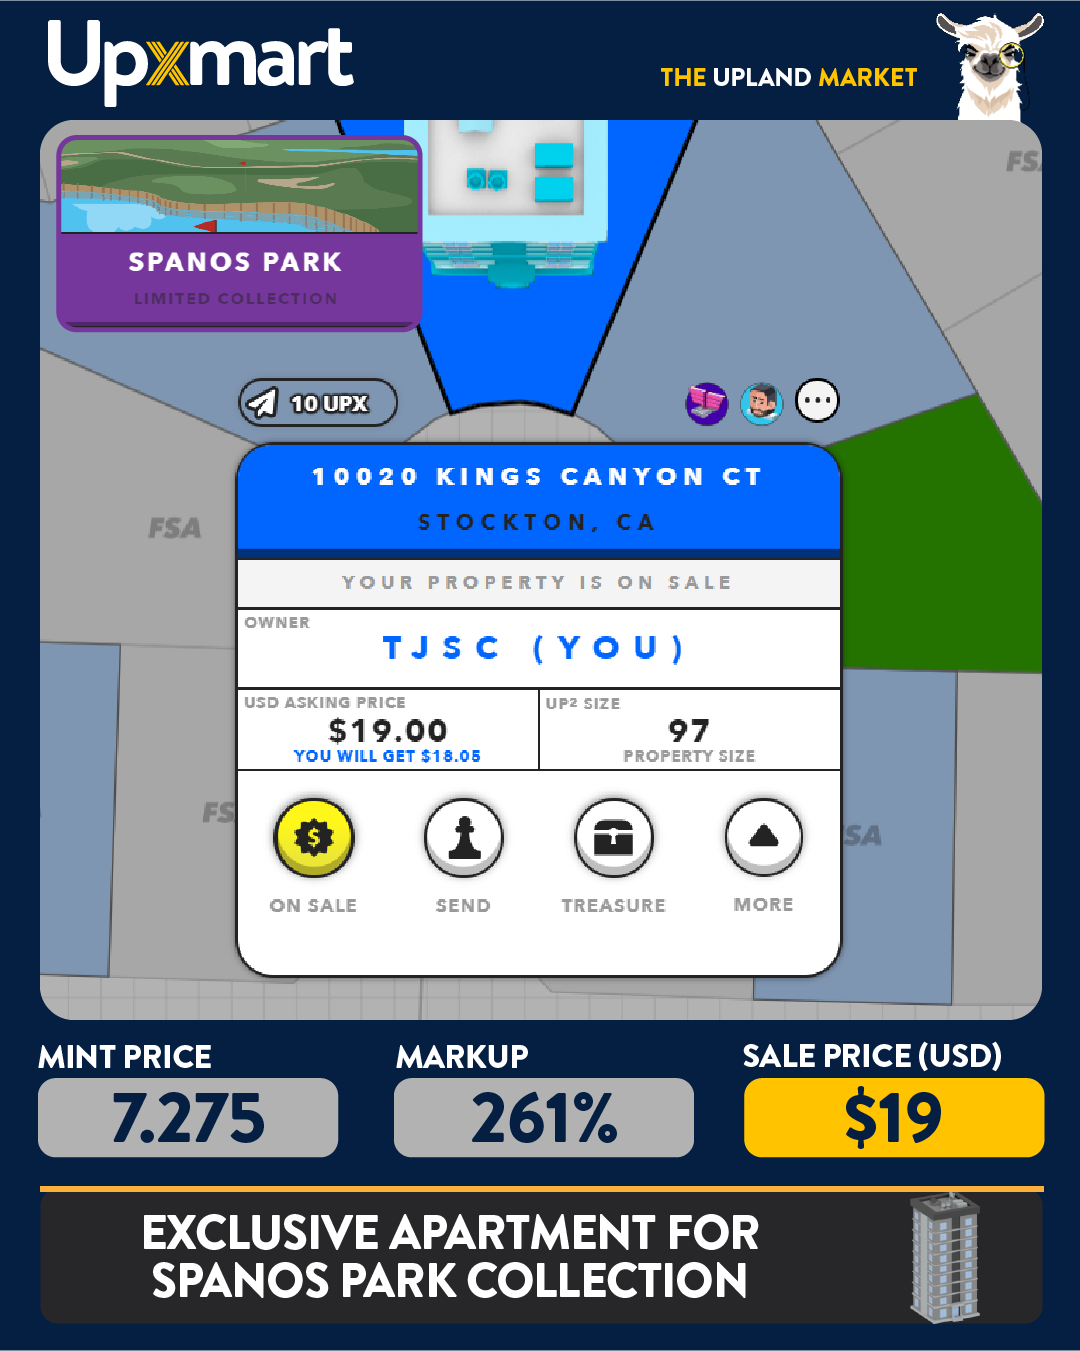 Upxmart
THE UPLAND MARKET
SPANOS PARK
LIMITED COLLECTION
10 UPX
10020 KINGS CANYON CT
STOCKTON, CA
YOUR PROPERTY IS ON SALE
OWNER
TJSC (YOU)
USD ASKING PRICE
$19.00
YOU WILL GET $18.05
UP² SIZE
97
PROPERTY SIZE
ON SALE
SEND
TREASURE
MORE
FSA
FSA
FS
FS
SA
MINT PRICE
7.275
MARKUP
261%
SALE PRICE (USD)
$19
EXCLUSIVE APARTMENT FOR
SPANOS PARK COLLECTION